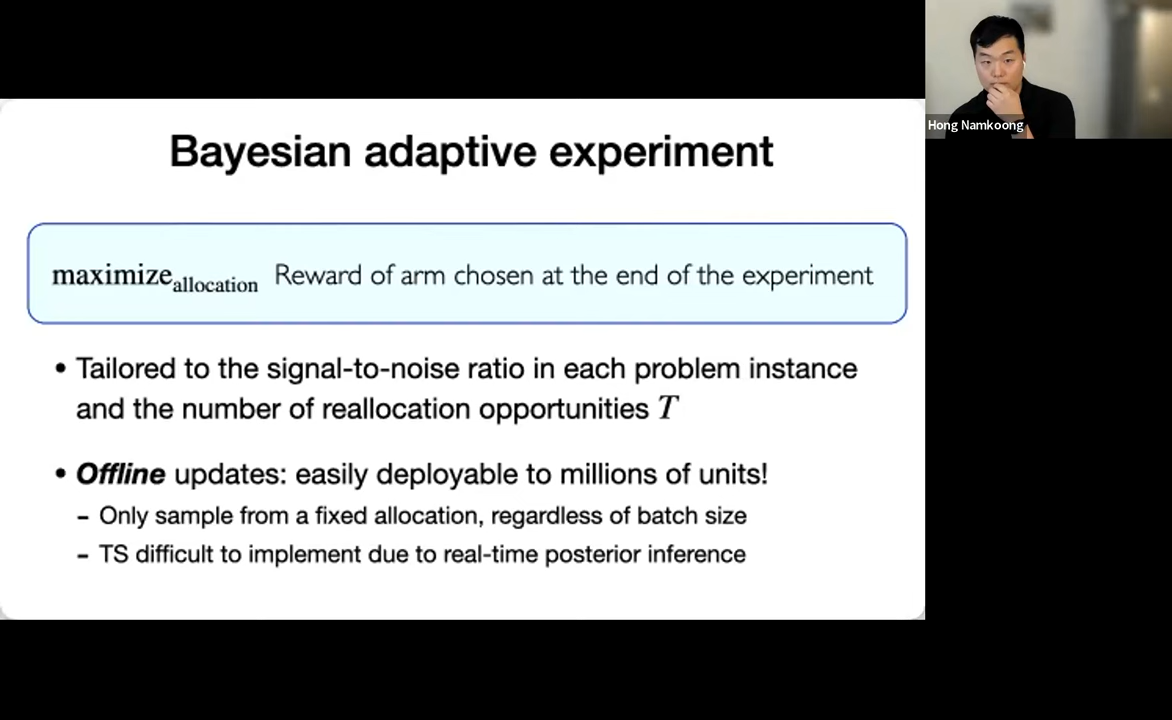 Bayesian adaptive experiment
maximize allocation Reward of arm chosen at the end of the experiment
• Tailored to the signal-to-noise ratio in each problem instance
and the number of reallocation opportunities T
• Offline updates: easily deployable to millions of units!
– Only sample from a fixed allocation, regardless of batch size
– TS difficult to implement due to real-time posterior inference
Hong Namkoong